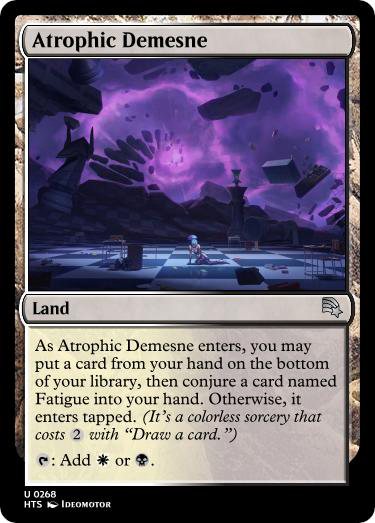 Atrophic Demesne
Land
As Atrophic Demesne enters, you may
put a card from your hand on the bottom
of your library, then conjure a card named
Fatigue into your hand. Otherwise, it
enters tapped. (It's a colorless sorcery that
costs 2 with “Draw a card.”)
: Add or .
U 0268
HTS Ideomotor